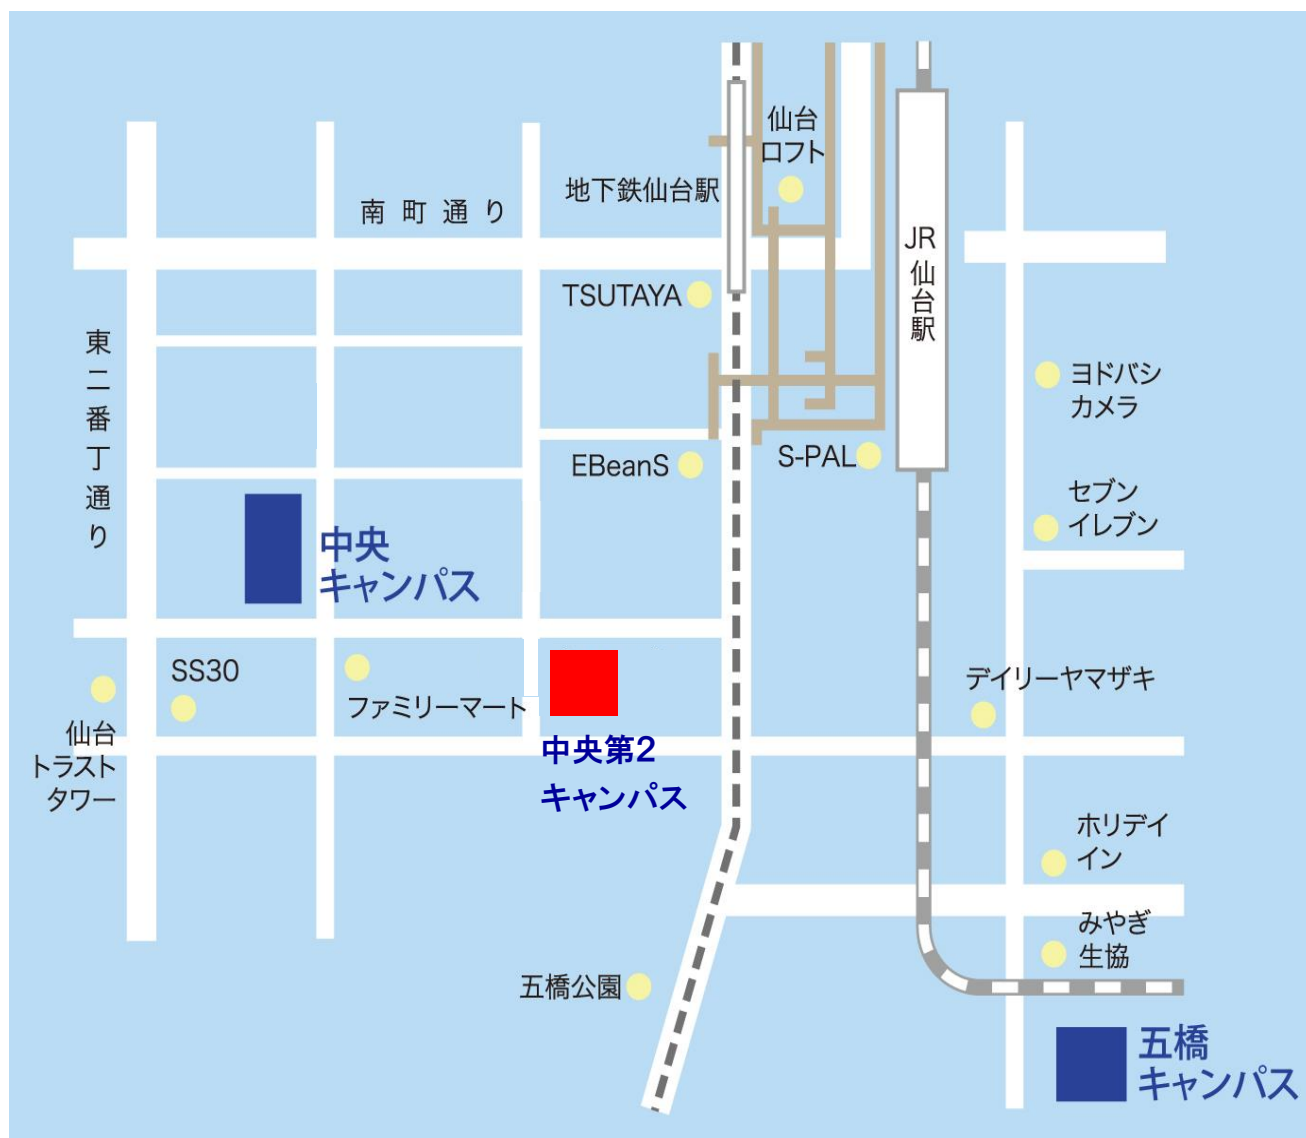 仙台
ロフト
地下鉄仙台駅
南町通り
JR
仙台駅
TSUTAYA
東二番丁通り
ヨドバシ
カメラ
EBeanS
S-PAL
セブン
イレブン
中央
キャンパス
SS30
ファミリーマート
デイリーヤマザキ
仙台
トラスト
タワー
中央第2
キャンパス
ホリデイ
イン
みやぎ
生協
五橋公園
五橋
キャンパス